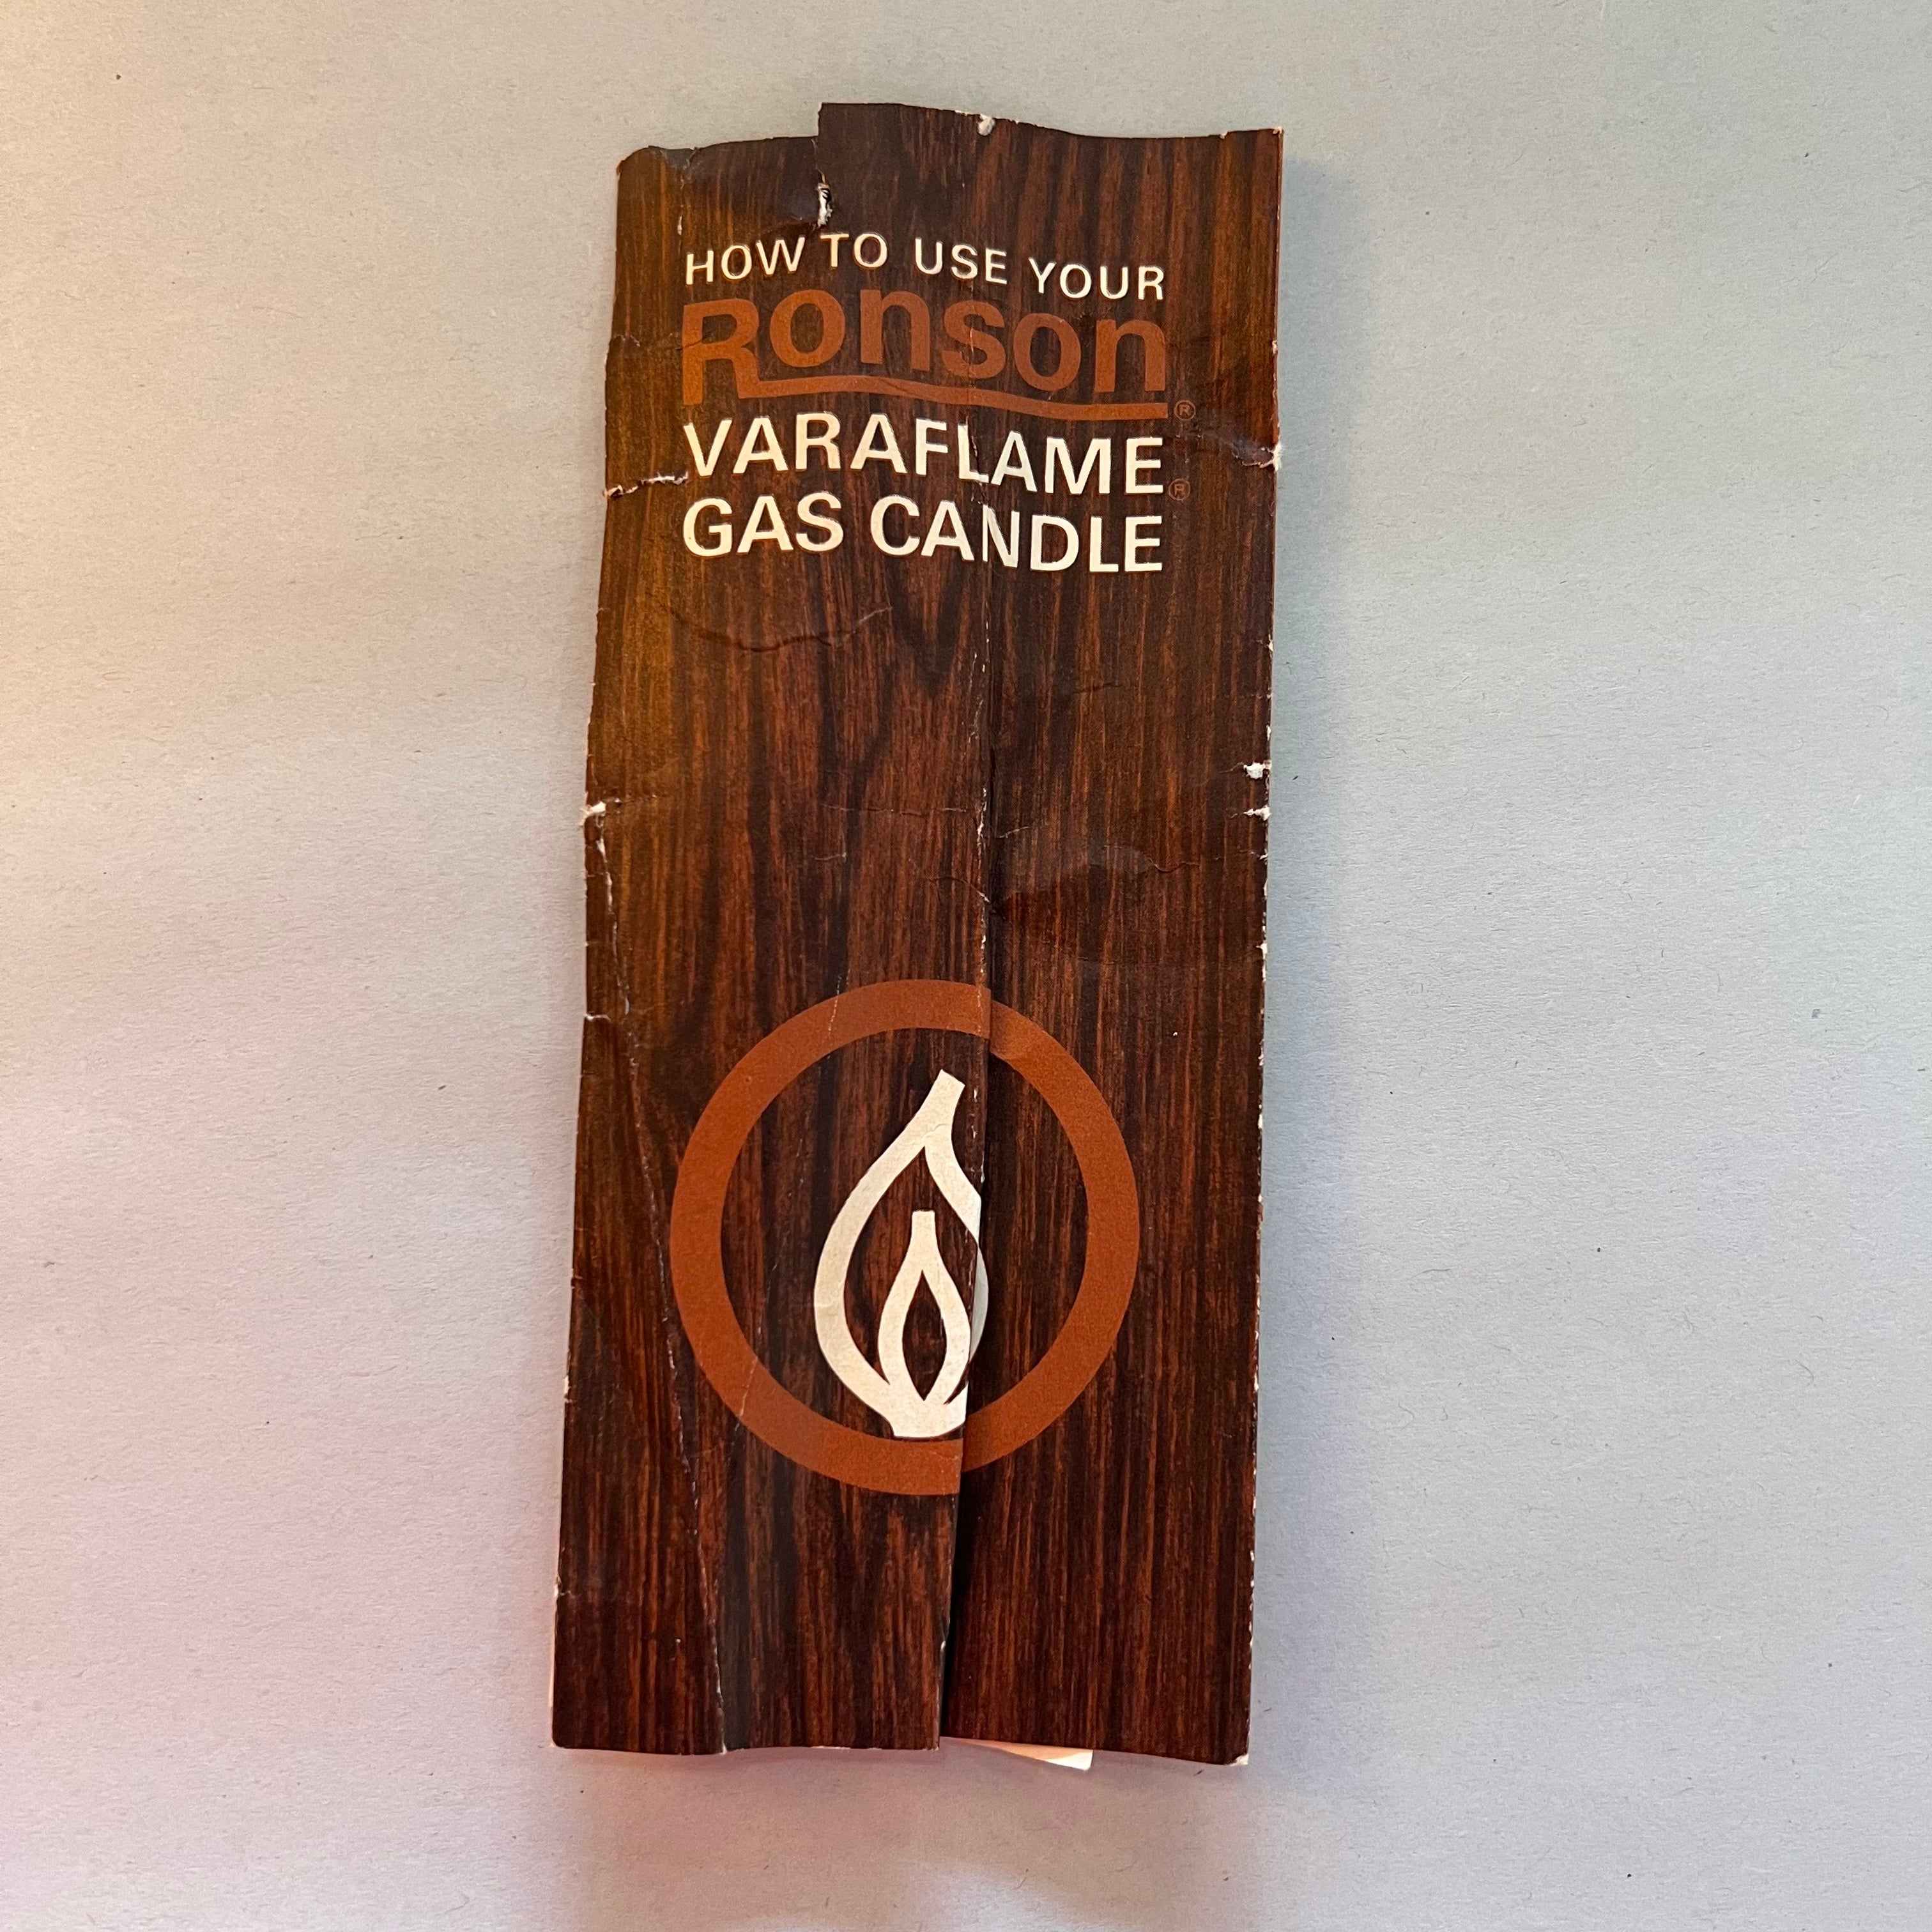 HOW TO USE YOUR
Ronson®
VARAFLAME®
GAS CANDLE